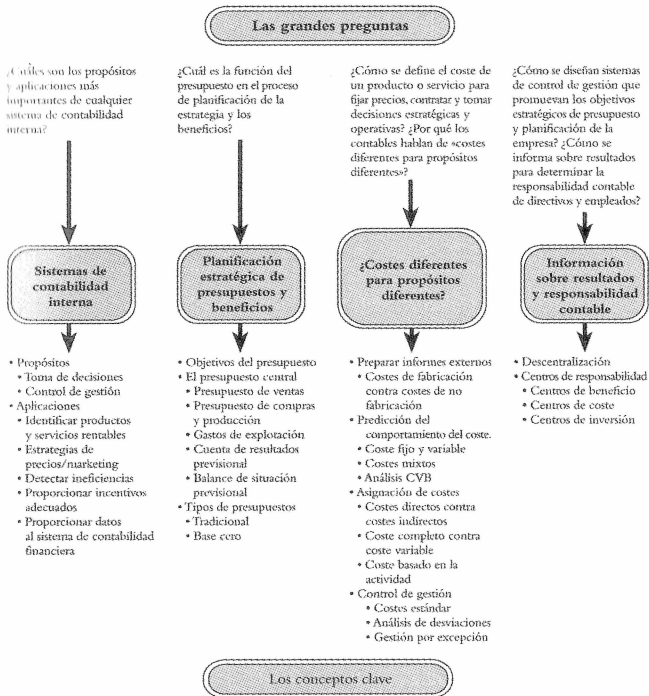 Las grandes preguntas
¿Cuáles son los propósitos
y aplicaciones más
importantes de cualquier
sistema de contabilidad
interna?
Sistemas de
contabilidad
interna
• Propósitos
• Toma de decisiones
• Control de gestión
• Aplicaciones
• Identificar productos
y servicios rentables
• Estrategias de
precios/marketing
• Detectar ineficiencias
• Proporcionar incentivos
adecuados
• Proporcionar datos
al sistema de contabilidad
financiera
¿Cuál es la función del
presupuesto en el proceso
de planificación de la
estrategia y los
beneficios?
Planificación
estratégica de
presupuestos y
beneficios
• Objetivos del presupuesto
• El presupuesto central
• Presupuesto de ventas
• Presupuesto de compras
y producción
• Gastos de explotación
• Cuenta de resultados
previsional
• Balance de situación
previsional
• Tipos de presupuestos
• Tradicional
• Base cero
¿Cómo se define el coste de
un producto o servicio para
fijar precios, contratar y tomar
decisiones estratégicas y
operativas? ¿Por qué los
contables hablan de «costes
diferentes para propósitos
diferentes»?
¿Costes diferentes
para propósitos
diferentes?
• Preparar informes externos
• Costes de fabricación
contra costes de no
fabricación
• Predicción del
comportamiento del coste.
• Coste fijo y variable
• Costes mixtos
• Análisis CVB
• Asignación de costes
• Costes directos contra
costes indirectos
• Coste completo contra
coste variable
• Coste basado en la
actividad
• Control de gestión
• Costes estándar
• Análisis de desviaciones
• Gestión por excepción
¿Cómo se diseñan sistemas
de control de gestión que
promuevan los objetivos
estratégicos de presupuesto
y planificación de la
empresa? ¿Cómo se
informa sobre resultados
para determinar la
responsabilidad contable
de directivos y empleados?
Información
sobre resultados
y responsabilidad
contable
• Descentralización
• Centros de responsabilidad
• Centros de beneficio
• Centros de coste
• Centros de inversión
Los conceptos clave